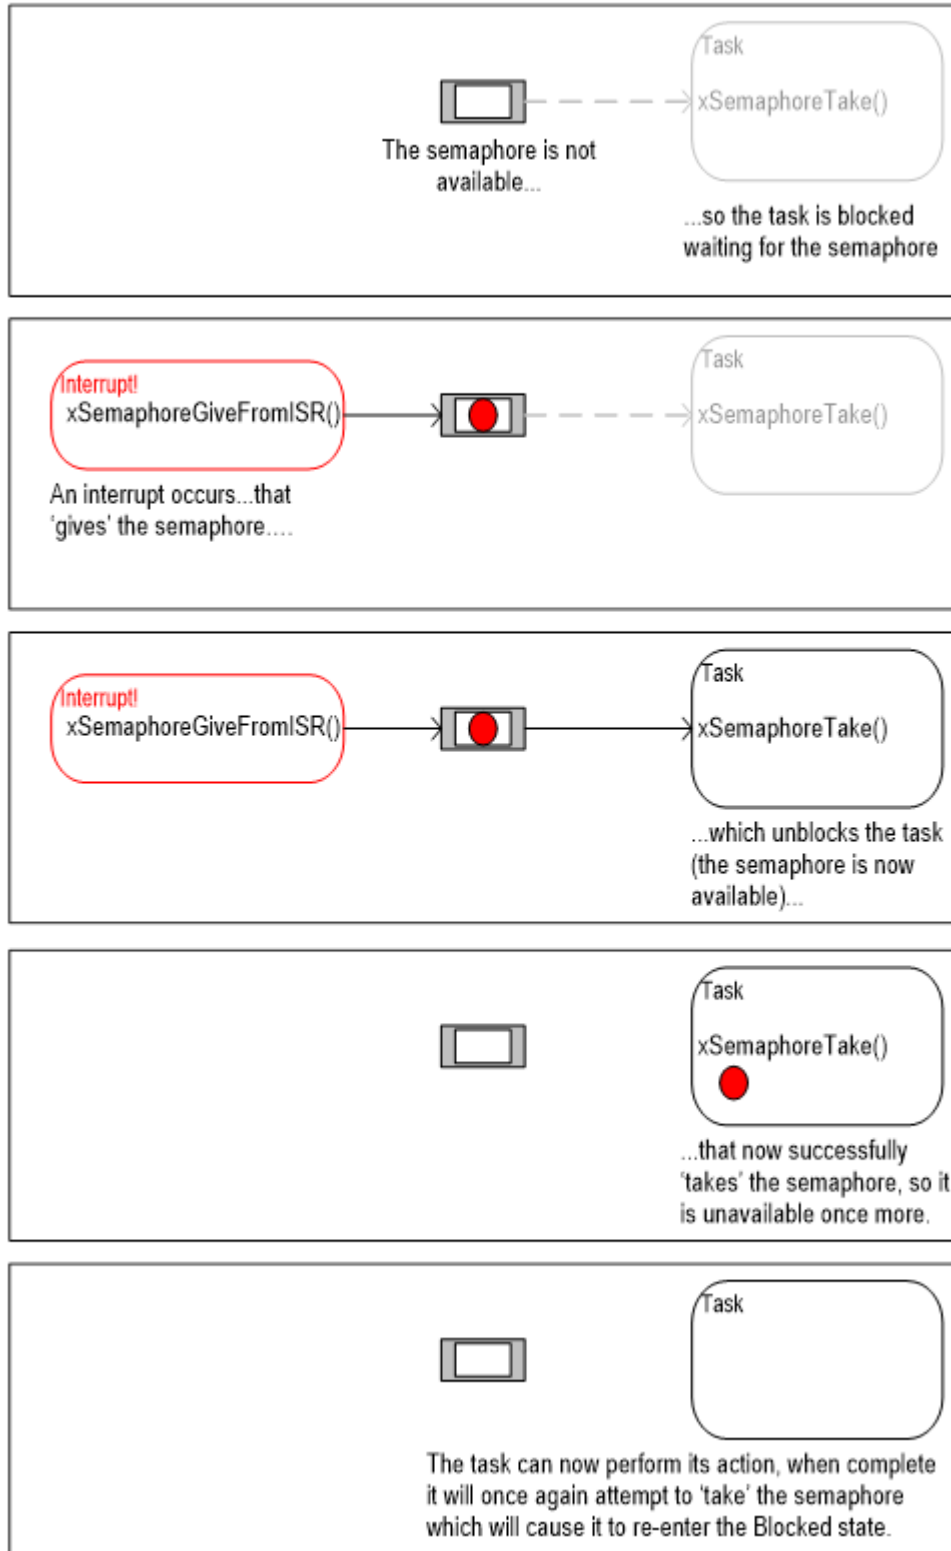 Task
xSemaphoreTake()
The semaphore is not
available...
...so the task is blocked
waiting for the semaphore
Interrupt!
xSemaphoreGiveFromISR()
Task
xSemaphoreTake()
An interrupt occurs...that
'gives' the semaphore....
Interrupt!
xSemaphoreGiveFromISR()
Task
xSemaphoreTake()
...which unblocks the task
(the semaphore is now
available)...
Task
xSemaphoreTake()
...that now successfully
'takes' the semaphore, so it
is unavailable once more.
Task
The task can now perform its action, when complete
it will once again attempt to 'take' the semaphore
which will cause it to re-enter the Blocked state.